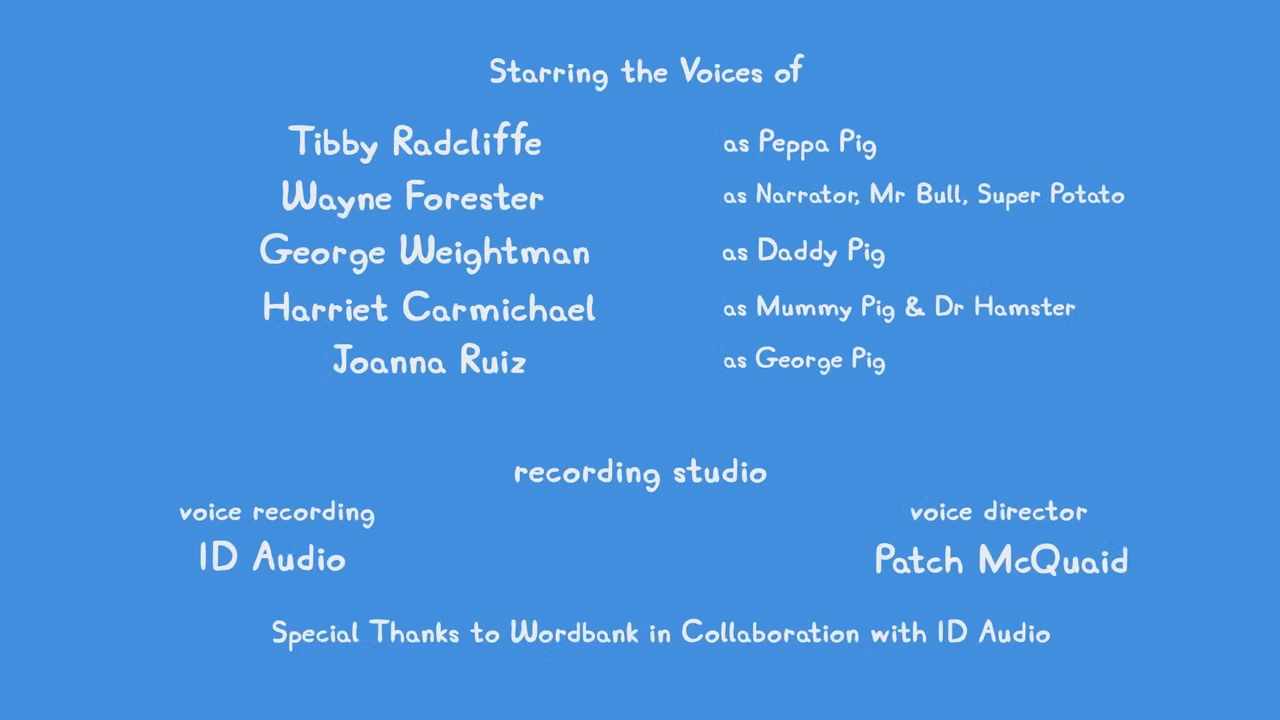 Starring the Voices of
Tibby Radcliffe as Peppa Pig
Wayne Forester as Narrator, Mr Bull, Super Potato
George Weightman as Daddy Pig
Harriet Carmichael as Mummy Pig & Dr Hamster
Joanna Ruiz as George Pig
recording studio
voice recording voice director
ID Audio Patch McQuaid
Special Thanks to Wordbank in Collaboration with ID Audio